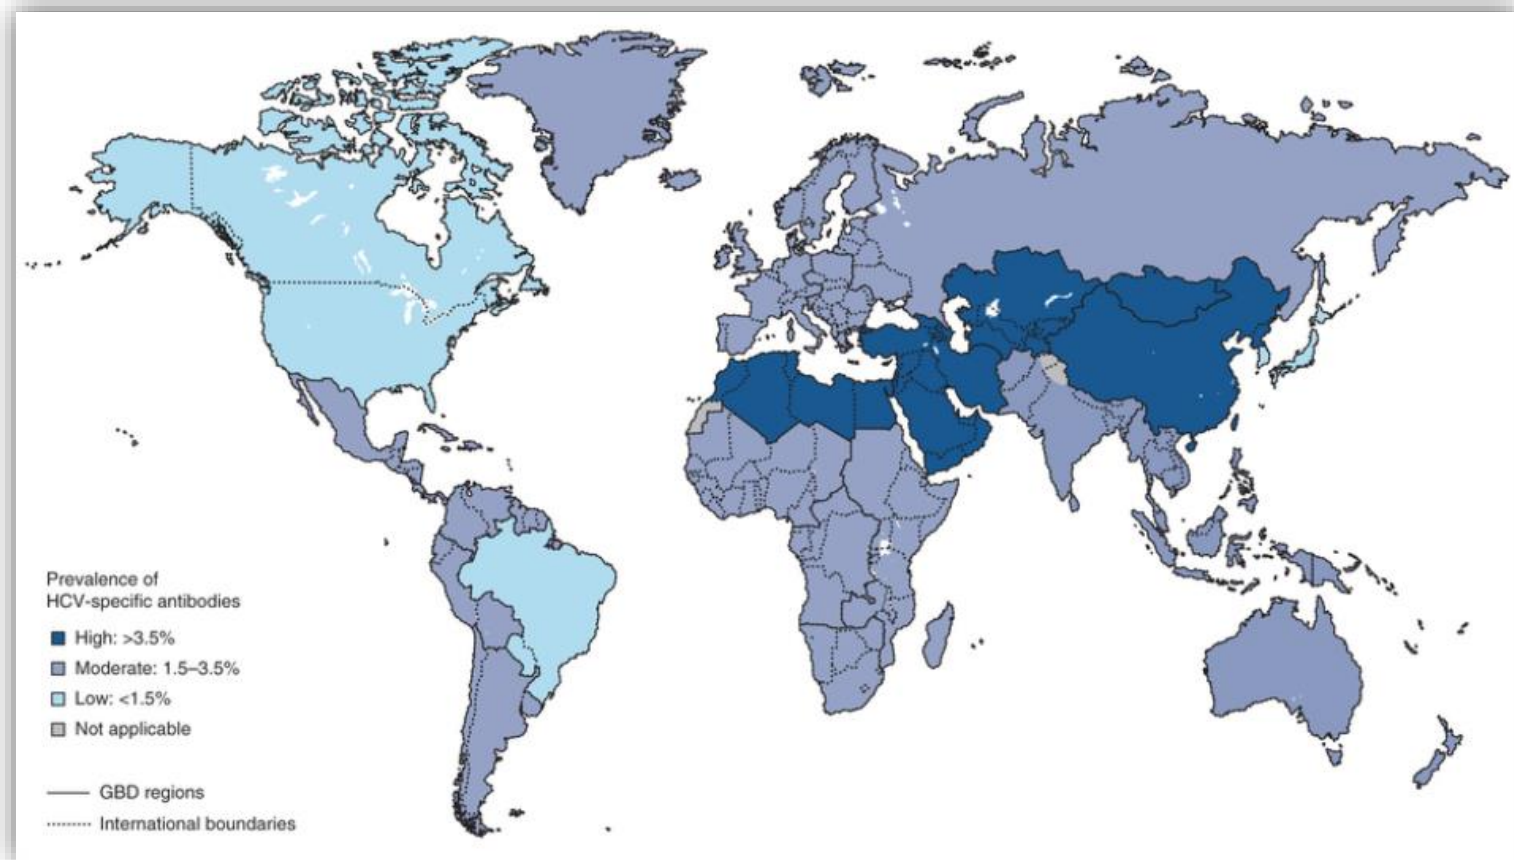 Prevalence of
HCV-specific antibodies
High: >3.5%
Moderate: 1.5–3.5%
Low: <1.5%
Not applicable
GBD regions
International boundaries